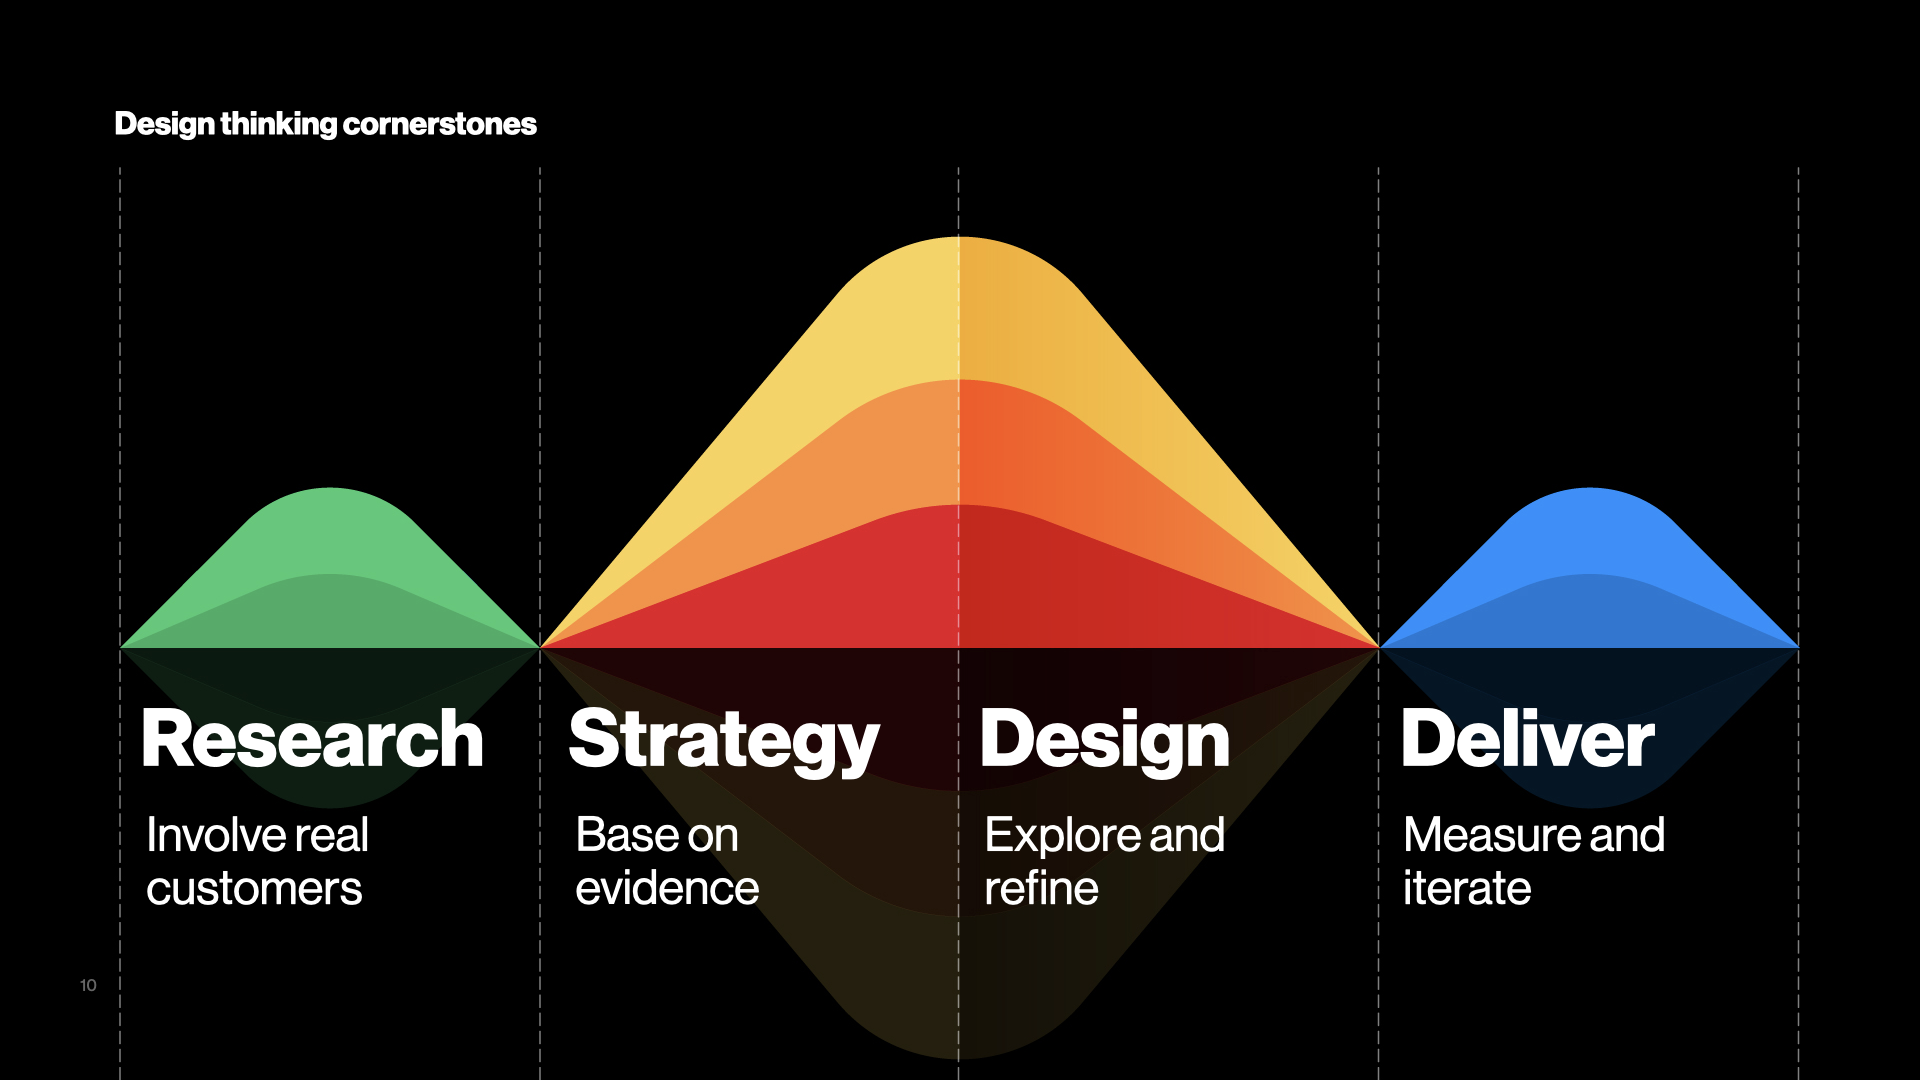 Design thinking cornerstones
Research
Involve real
customers
Strategy
Base on
evidence
Design
Explore and
refine
Deliver
Measure and
iterate
10